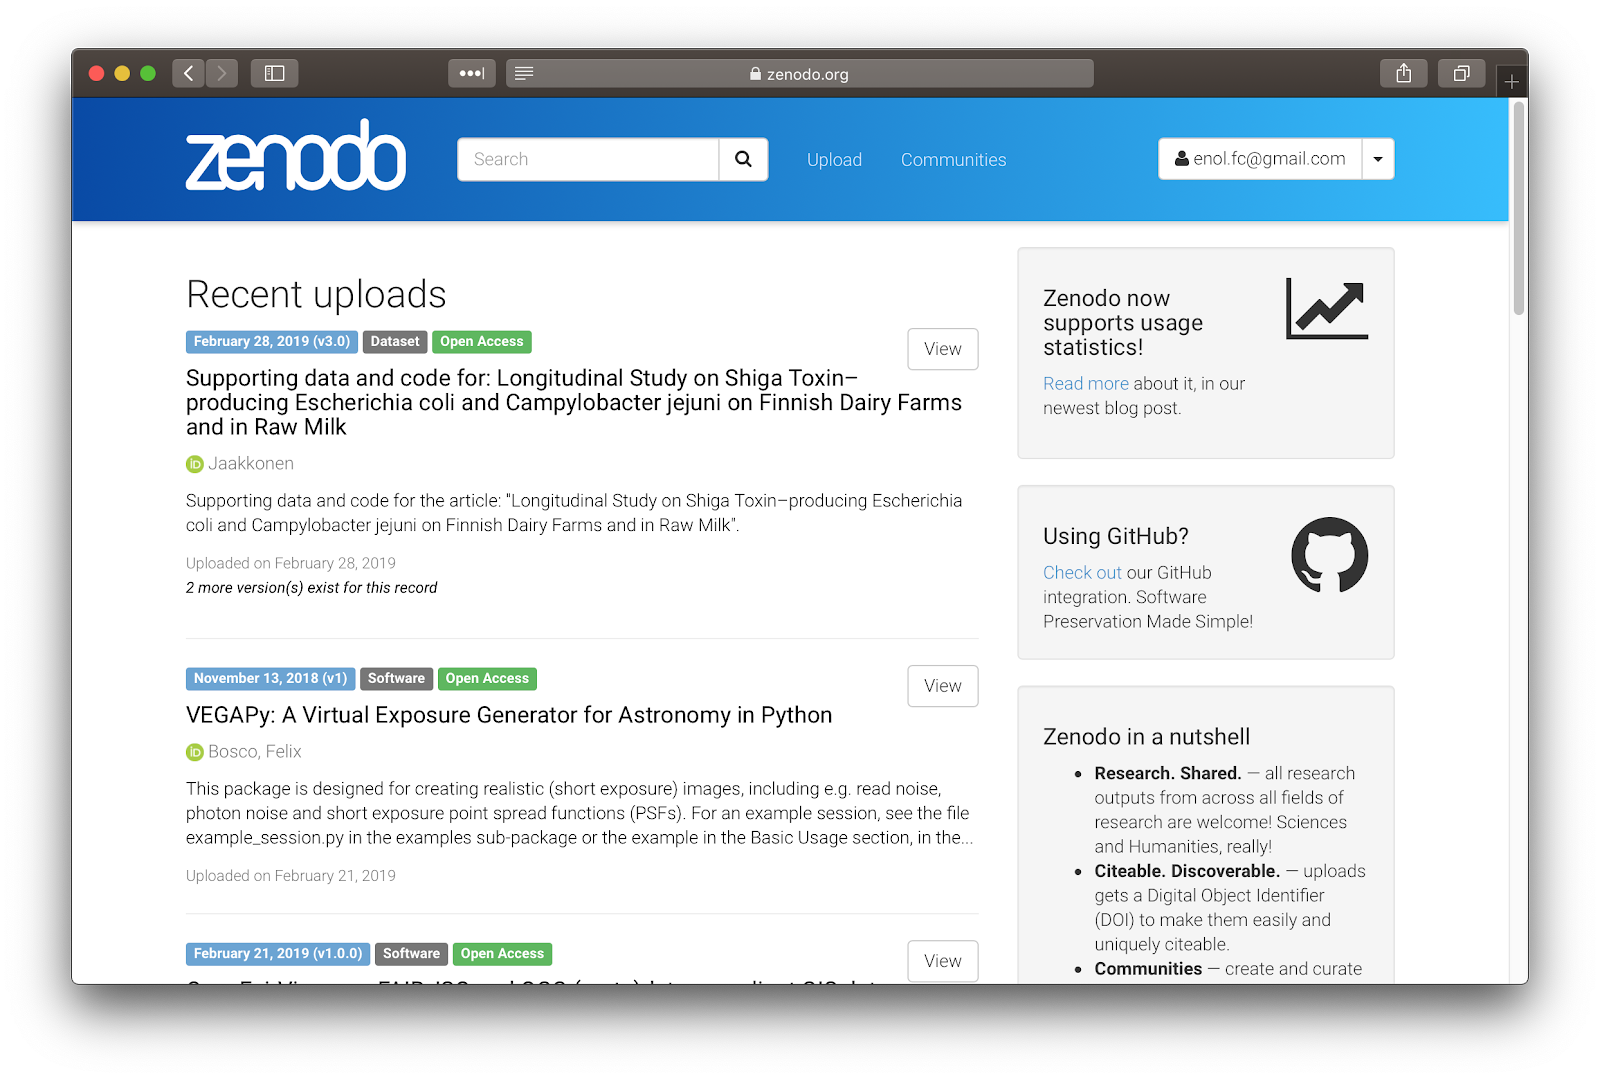 zenodo.org
zenodo
Search
Upload
Communities
enol.fc@gmail.com
Recent uploads
February 28, 2019 (v3.0) Dataset Open Access
View
Supporting data and code for: Longitudinal Study on Shiga Toxin–
producing Escherichia coli and Campylobacter jejuni on Finnish Dairy Farms
and in Raw Milk
iD Jaakkonen
Supporting data and code for the article: "Longitudinal Study on Shiga Toxin–producing Escherichia
coli and Campylobacter jejuni on Finnish Dairy Farms and in Raw Milk".
Uploaded on February 28, 2019
2 more version(s) exist for this record
November 13, 2018 (v1) Software Open Access
View
VEGAPy: A Virtual Exposure Generator for Astronomy in Python
iD Bosco, Felix
This package is designed for creating realistic (short exposure) images, including e.g. read noise,
photon noise and short exposure point spread functions (PSFs). For an example session, see the file
example_session.py in the examples sub-package or the example in the Basic Usage section, in the...
Uploaded on February 21, 2019
February 21, 2019 (v1.0.0) Software Open Access
View
Zenodo now
supports usage
statistics!
Read more about it, in our
newest blog post.
Using GitHub?
Check out our GitHub
integration. Software
Preservation Made Simple!
Zenodo in a nutshell
• Research. Shared. — all research
outputs from across all fields of
research are welcome! Sciences
and Humanities, really!
• Citeable. Discoverable. — uploads
gets a Digital Object Identifier
(DOI) to make them easily and
uniquely citeable.
• Communities — create and curate